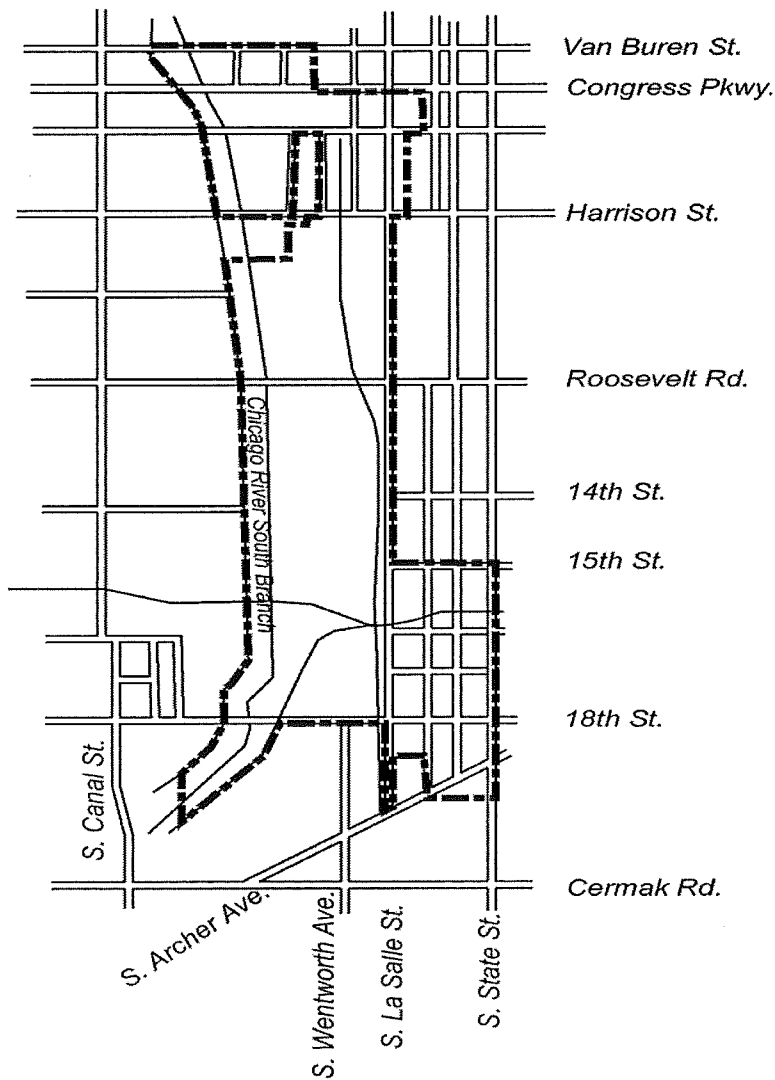 Van Buren St.
Congress Pkwy.
Harrison St.
Roosevelt Rd.
Chicago River South Branch
14th St.
15th St.
18th St.
S. Canal St.
Cermak Rd.
S. Archer Ave.
S. Wentworth Ave.
S. La Salle St.
S. State St.